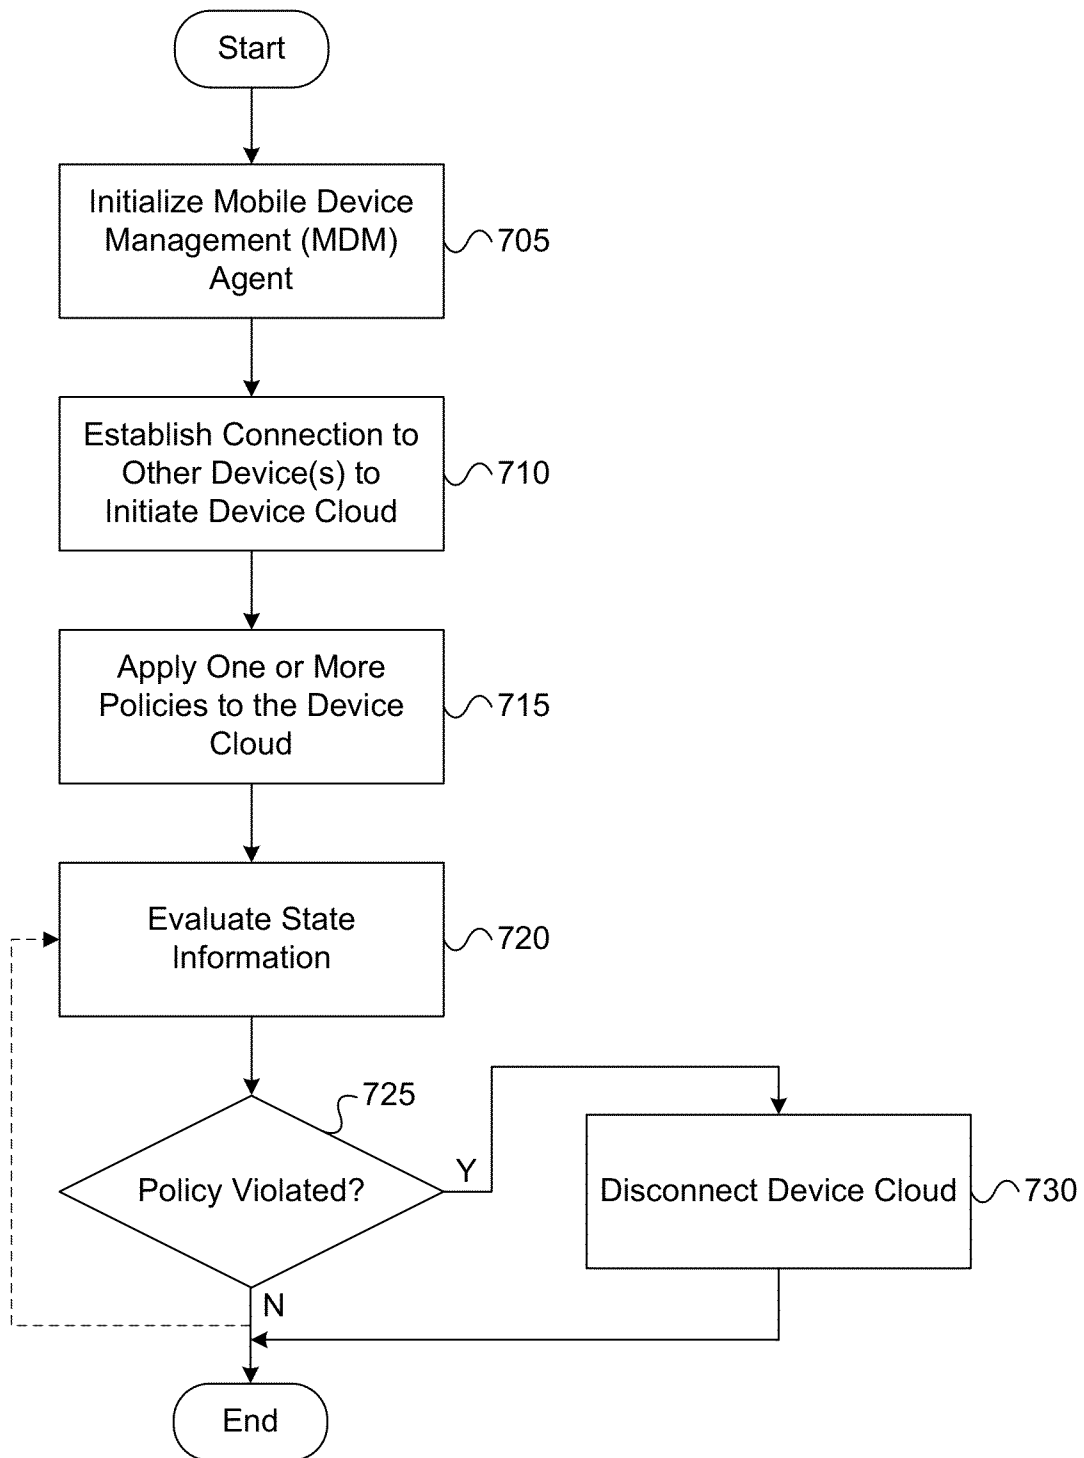 Start
Initialize Mobile Device
Management (MDM)
Agent
705
Establish Connection to
Other Device(s) to
Initiate Device Cloud
710
Apply One or More
Policies to the Device
Cloud
715
Evaluate State
Information
720
725
Policy Violated?
Y
Disconnect Device Cloud
730
N
End